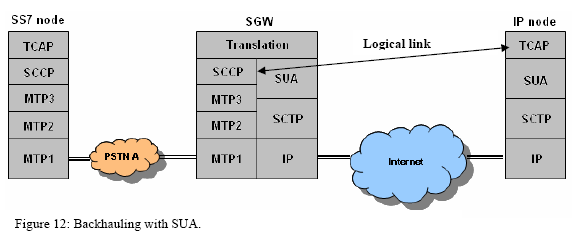 SS7 node
SGW
IP node
TCAP
SCCP
MTP3
MTP2
MTP1
PSTN A
Translation
SCCP
MTP3
MTP2
MTP1
SUA
SCTP
IP
Logical link
Internet
TCAP
SUA
SCTP
IP
Figure 12: Backhauling with SUA.